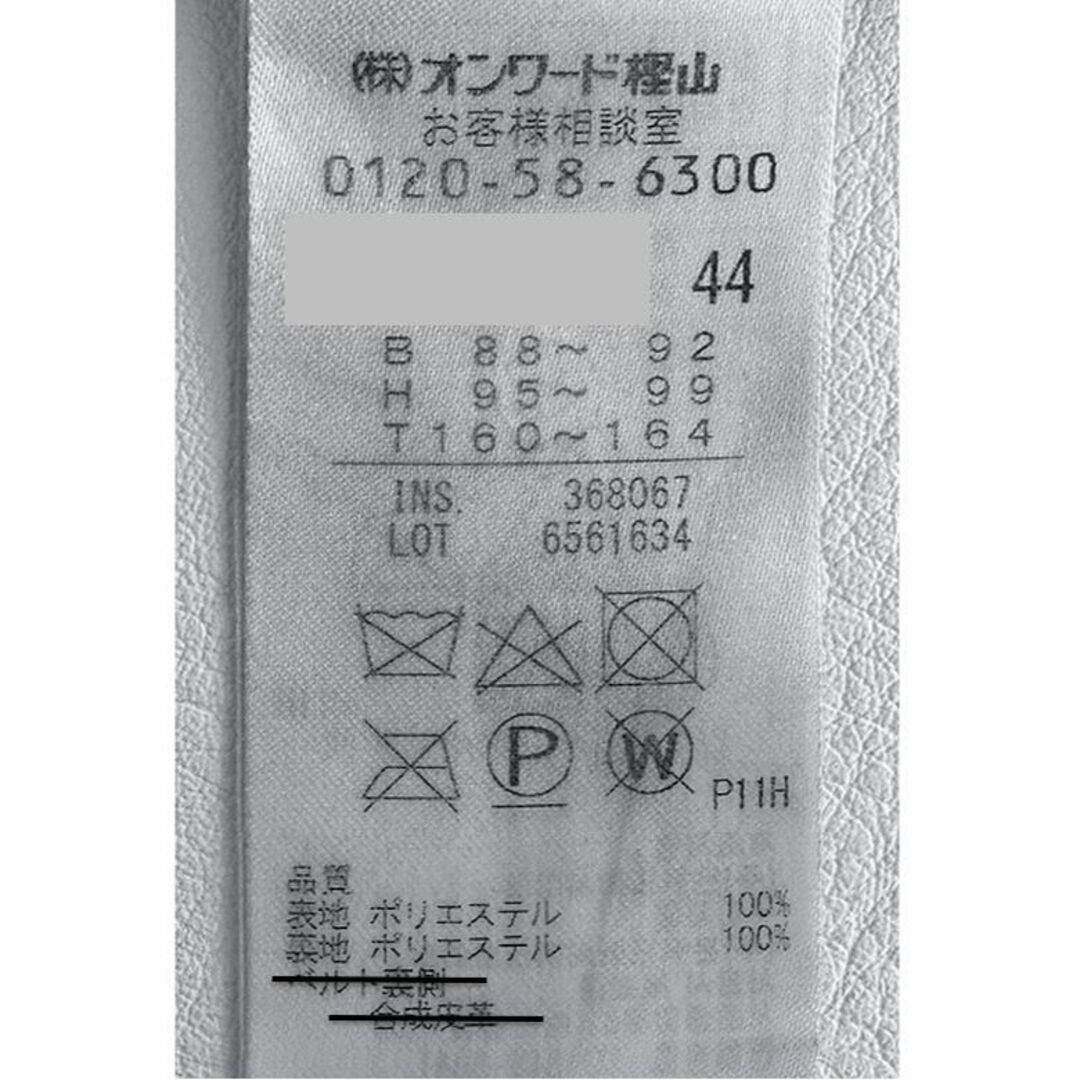 (株)オンワード樫山
お客様相談室
0120-58-6300
44
B 88～ 92
H 95～ 99
T160～164
INS. 368067
LOT 6561634
P
W
P11H
品質
表地 ポリエステル 100%
裏地 ポリエステル 100%
ベルト裏側
合成皮革